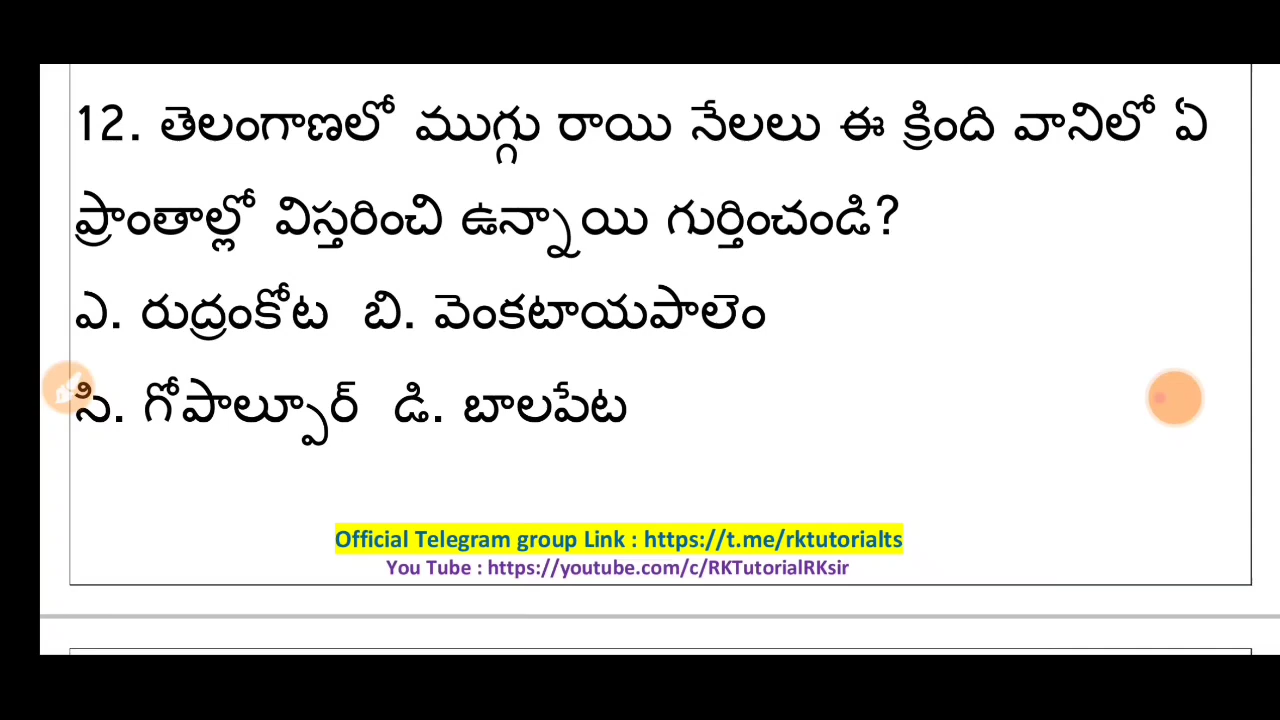 12. తెలంగాణలో ముగ్గు రాయి నేలలు ఈ క్రింది వానిలో ఏ
ప్రాంతాల్లో విస్తరించి ఉన్నాయి గుర్తించండి?
ఎ. రుద్రంకోట బి. వెంకటాయపాలెం
సి. గోపాల్పూర్ డి. బాలపేట
Official Telegram group Link : https://t.me/rktutorialts
You Tube : https://youtube.com/c/RKTutorialRKsir